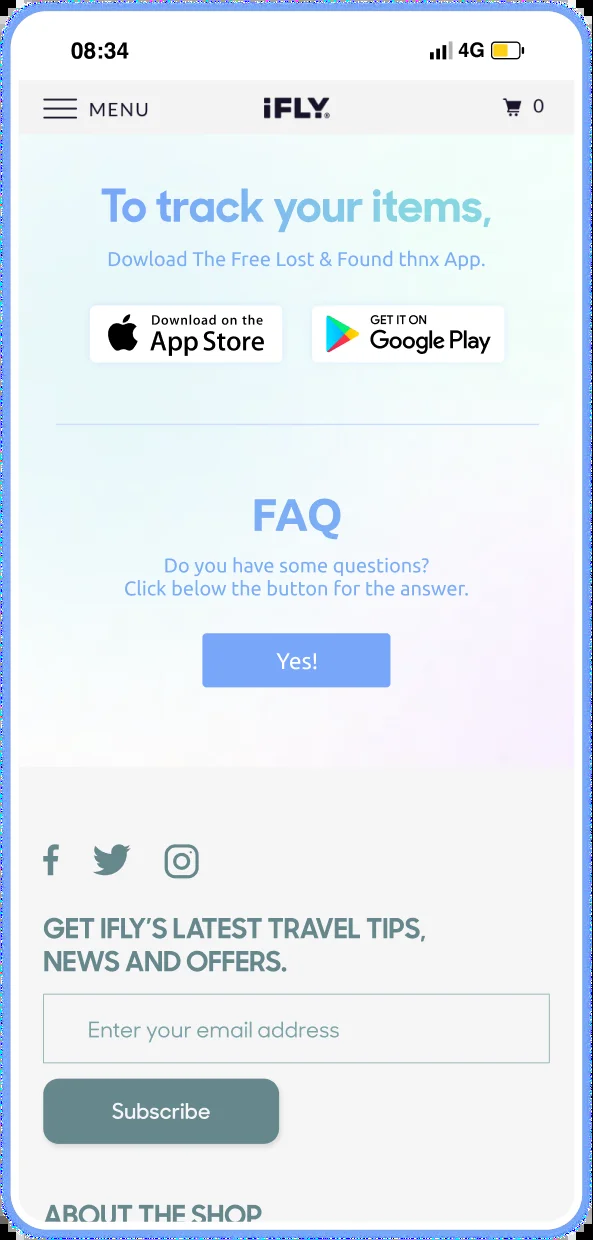 08:34
4G
MENU
iFLY®
0
To track your items,
Dowload The Free Lost & Found thnx App.
Download on the
App Store
GET IT ON
Google Play
FAQ
Do you have some questions?
Click below the button for the answer.
Yes!
GET IFLY'S LATEST TRAVEL TIPS,
NEWS AND OFFERS.
Enter your email address
Subscribe
ABOUT THE SHOP